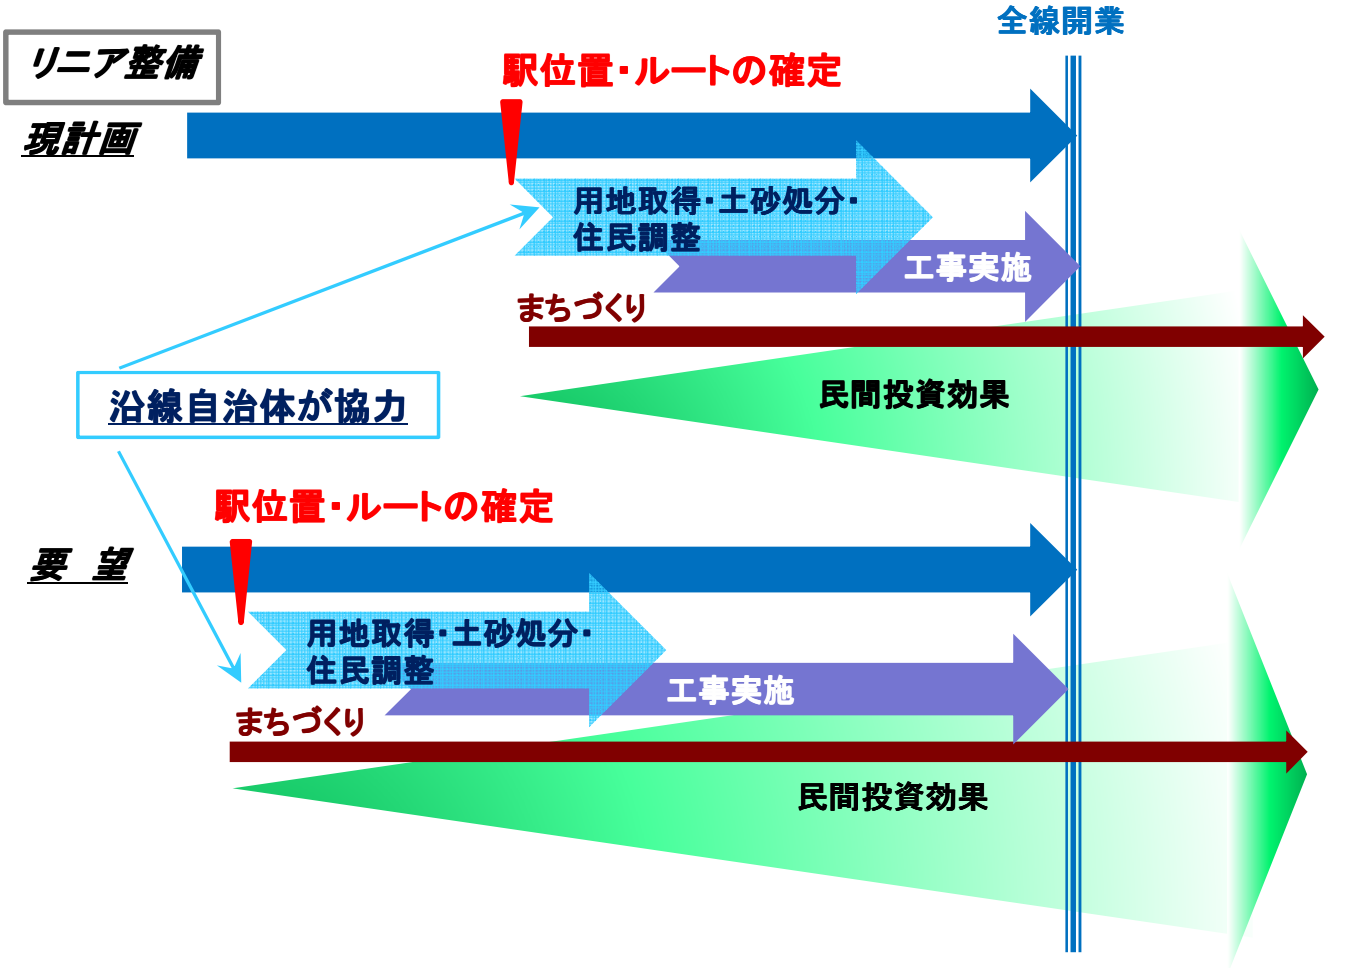 全線開業
リニア整備
駅位置・ルートの確定
現計画
用地取得・土砂処分・
住民調整
工事実施
まちづくり
民間投資効果
沿線自治体が協力
駅位置・ルートの確定
要　望
用地取得・土砂処分・
住民調整
工事実施
まちづくり
民間投資効果